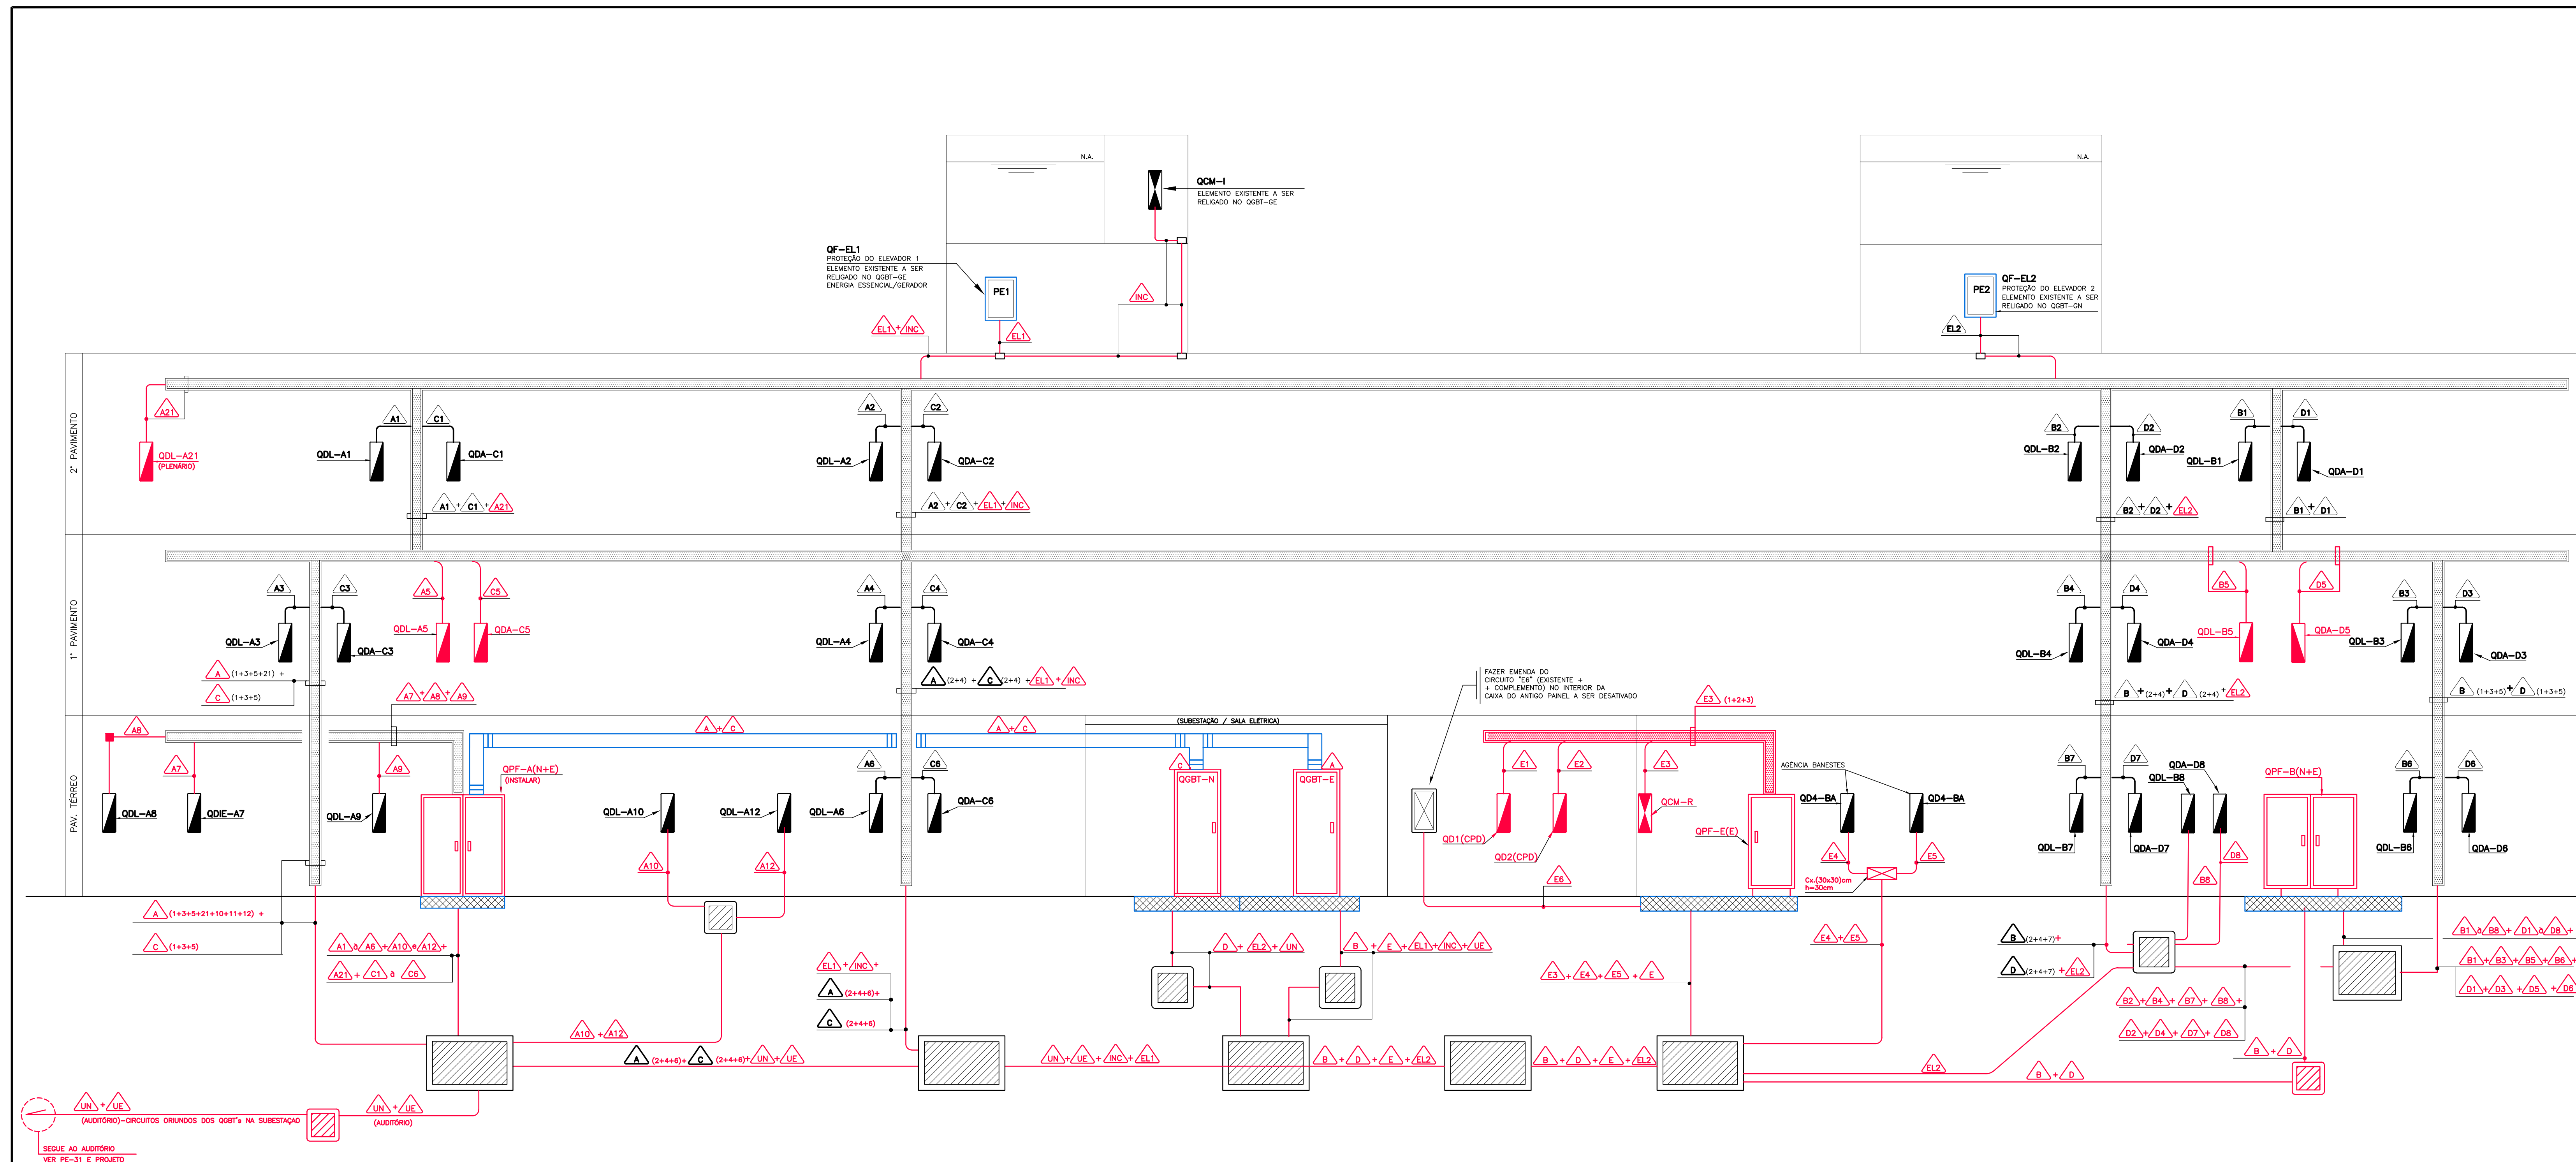 N.A.
QCM-I
ELEMENTO EXISTENTE A SER
RELIGADO NO QGBT-GE
QF-EL1
PROTEÇÃO DO ELEVADOR 1
ELEMENTO EXISTENTE A SER
RELIGADO NO QGBT-GE
ENERGIA ESSENCIAL/GERADOR
PE1
INC
EL1+INC
EL1
N.A.
PE2
QF-EL2
PROTEÇÃO DO ELEVADOR 2
ELEMENTO EXISTENTE A SER
RELIGADO NO QGBT-GN
EL2
2° PAVIMENTO
A21
QDL-A21
(PLENÁRIO)
A1
C1
QDL-A1
QDA-C1
A1+C1+A21
A2
C2
QDL-A2
QDA-C2
A2+C2+EL1+INC
B2
D2
QDL-B2
QDA-D2
B2+D2+EL2
B1
D1
QDL-B1
QDA-D1
B1+D1
1° PAVIMENTO
A3
C3
QDL-A3
QDA-C3
A (1+3+5+21) +
C (1+3+5)
A5
C5
QDL-A5
QDA-C5
A7+A8+A9
A4
C4
QDL-A4
QDA-C4
A (2+4) + C (2+4) + EL1 + INC
FAZER EMENDA DO
CIRCUITO "E6" (EXISTENTE +
+ COMPLEMENTO) NO INTERIOR DA
CAIXA DO ANTIGO PAINEL A SER DESATIVADO
E3 (1+2+3)
B4
D4
QDL-B4
QDA-D4
B + (2+4) + D (2+4) + EL2
B5
D5
QDL-B5
QDA-D5
B3
D3
QDL-B3
QDA-D3
B (1+3+5) + D (1+3+5)
PAV. TÉRREO
A8
A7
A9
QDL-A8
QDIE-A7
QDL-A9
QPF-A(N+E)
(INSTALAR)
A+C
A+C
QDL-A10
QDL-A12
A10
A12
A6
C6
QDL-A6
QDA-C6
(SUBESTAÇÃO / SALA ELÉTRICA)
C
QGBT-N
A
QGBT-E
E1
E2
E3
QD1(CPD)
QD2(CPD)
QCM-R
QPF-E(E)
E6
AGÊNCIA BANESTES
QD4-BA
QD4-BA
E4
E5
Cx.(30x30)cm
h=30cm
B7
D7
QDL-B7
QDA-D7
QDA-D8
QDL-B8
D8
B8
QPF-B(N+E)
B6
D6
QDL-B6
QDA-D6
A (1+3+5+21+10+11+12) +
C (1+3+5)
A1 à A6 + A10 e A12 +
A21 + C1 à C6
A10 + A12
EL1 + INC +
A (2+4+6)+
C (2+4+6)
A (2+4+6)+ C (2+4+6)+ UN + UE
D + EL2 + UN
B + E + EL1 + INC + UE
UN + UE + INC + EL1
B + D + E + EL2
B + D + E + EL2
E3 + E4 + E5 + E
E4 + E5
B (2+4+7)+
D (2+4+7) + EL2
B2 + B4 + B7 + B8 +
D2 + D4 + D7 + D8
B + D
EL2
B + D
B1 à B8 + D1 à D8 +
B1 + B3 + B5 + B6 +
D1 + D3 + D5 + D6
UN + UE
(AUDITÓRIO)-CIRCUITOS ORIUNDOS DOS QGBT's NA SUBESTAÇAO
UN + UE
(AUDITÓRIO)
SEGUE AO AUDITÓRIO
VER PE-31 E PROJETO